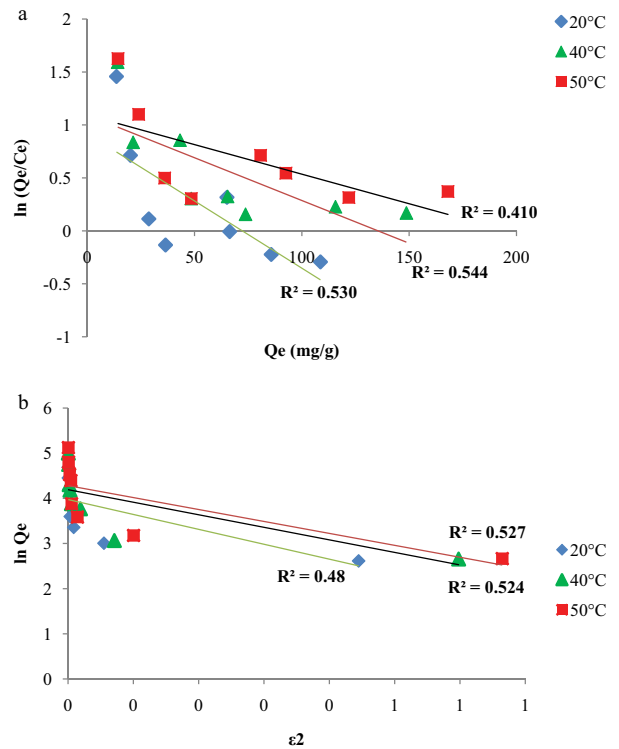 a
2
1.5
1
0.5
0
-0.5
-1
0
50
100
150
200
ln (Qe/Ce)
Qe (mg/g)
R² = 0.410
R² = 0.544
R² = 0.530
20°C
40°C
50°C
b
6
5
4
3
2
1
0
0 0 0 0 0 1 1 1
ln Qe
ε2
R² = 0.527
R² = 0.48
R² = 0.524
20°C
40°C
50°C